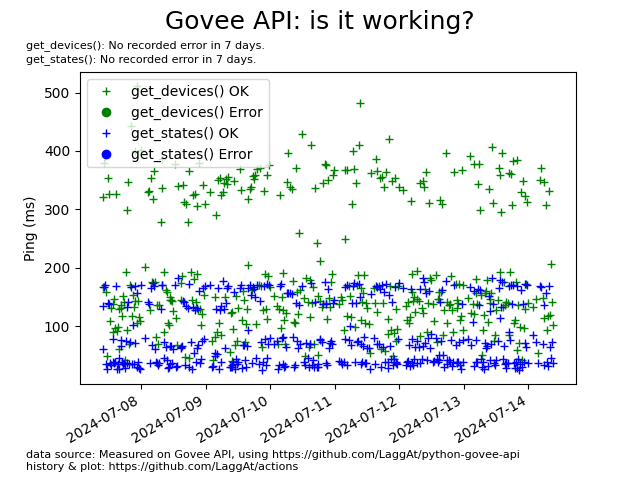 Govee API: is it working?
get_devices(): No recorded error in 7 days.
get_states(): No recorded error in 7 days.
get_devices() OK
get_devices() Error
get_states() OK
get_states() Error
500
400
300
200
100
Ping (ms)
2024-07-08
2024-07-09
2024-07-10
2024-07-11
2024-07-12
2024-07-13
2024-07-14
data source: Measured on Govee API, using https://github.com/LaggAt/python-govee-api
history & plot: https://github.com/LaggAt/actions